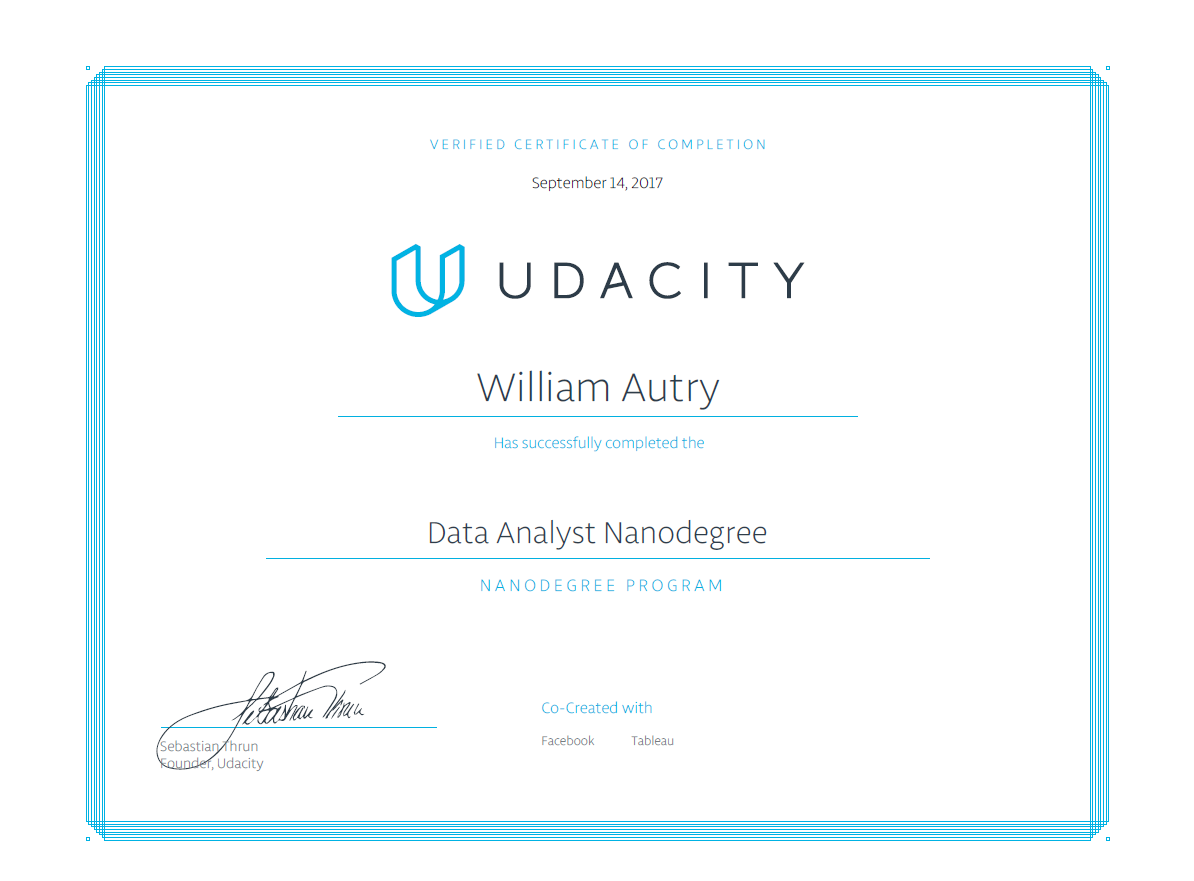 VERIFIED CERTIFICATE OF COMPLETION
September 14, 2017
UDACITY
William Autry
Has successfully completed the
Data Analyst Nanodegree
NANODEGREE PROGRAM
Sebastian Thrun
Co-Created with
Facebook Tableau
Sebastian Thrun
Founder, Udacity